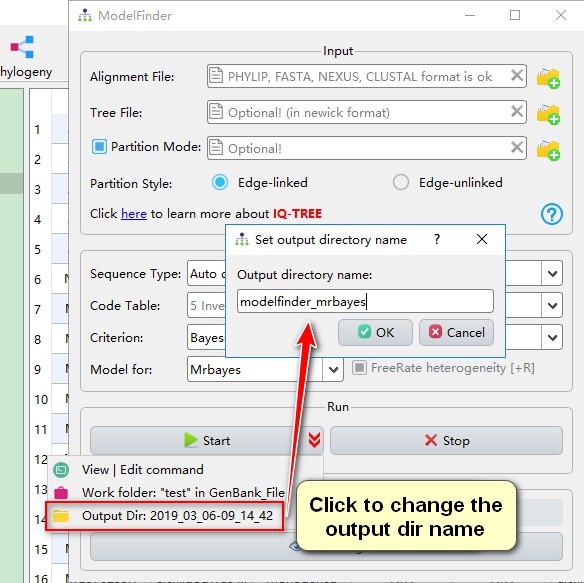 ModelFinder
hylogeny
Input
Alignment File:
PHYLIP, FASTA, NEXUS, CLUSTAL format is ok
Tree File:
Optional! (in newick format)
Partition Mode:
Optional!
Partition Style:
Edge-linked
Edge-unlinked
Click here to learn more about IQ-TREE
Set output directory name
Output directory name:
modelfinder_mrbayes
OK
Cancel
Sequence Type:
Auto
Code Table:
5 Inve
Criterion:
Bayes
Model for:
Mrbayes
FreeRate heterogeneity [+R]
Run
Start
Stop
View | Edit command
Work folder: "test" in GenBank_File
Output Dir: 2019_03_06-09_14_42
Click to change the
output dir name
1
2
3
4
5
6
7
8
9
10
11
12
13
14
15
16